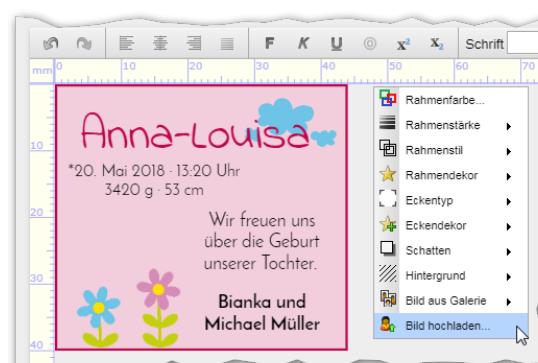 F K U x² x₂ Schrift
mm 0 10 20 30 40 50 60 70
10
20
30
40
Anna-Louisa
*20. Mai 2018 · 13:20 Uhr
3420 g · 53 cm
Wir freuen uns
über die Geburt
unserer Tochter.
Bianka und
Michael Müller
Rahmenfarbe...
Rahmenstärke
Rahmenstil
Rahmendekor
Eckentyp
Eckendekor
Schatten
Hintergrund
Bild aus Galerie
Bild hochladen...